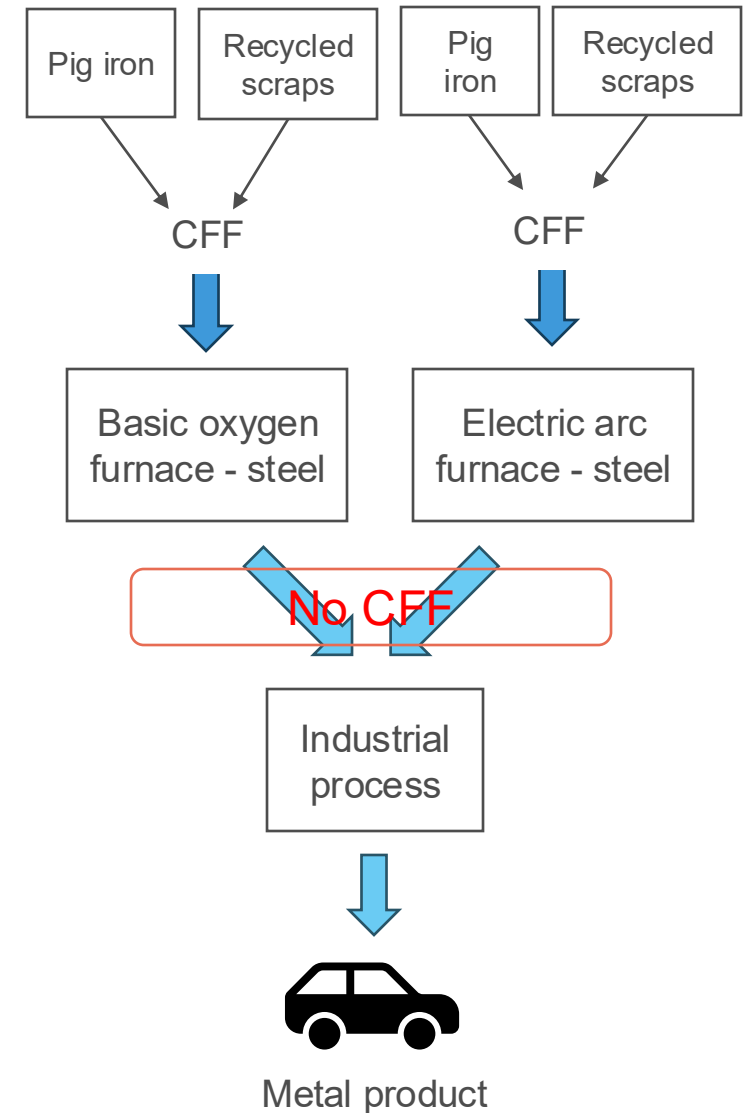 Pig iron
Recycled
scraps
Pig
iron
Recycled
scraps
CFF
CFF
Basic oxygen
furnace - steel
Electric arc
furnace - steel
No CFF
Industrial
process
Metal product